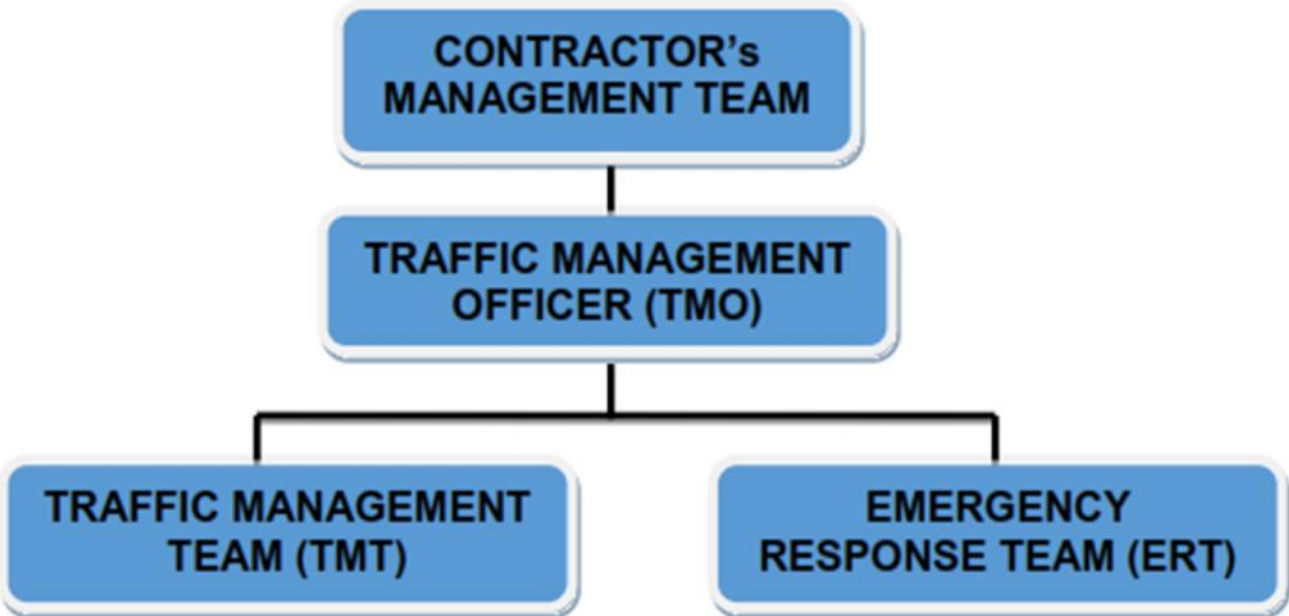 CONTRACTOR's
MANAGEMENT TEAM
TRAFFIC MANAGEMENT
OFFICER (TMO)
TRAFFIC MANAGEMENT
TEAM (TMT)
EMERGENCY
RESPONSE TEAM (ERT)